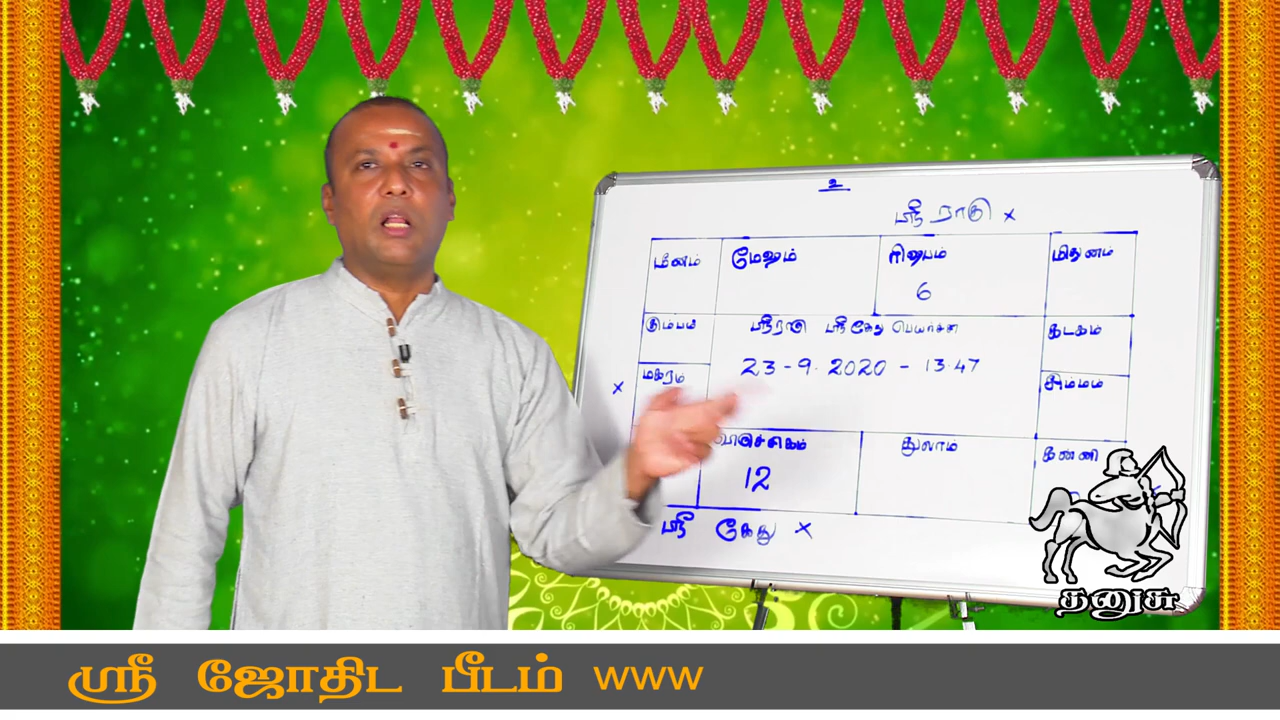 உ
ஸ்ரீ ராகு x
மீனம் மேஷம் ரிஷபம் மிதுனம்
6
கும்பம் ஸ்ரீராகு ஸ்ரீகேது பெயர்ச்சி கடகம்
23-9.2020 - 13.47
x மகரம் சிம்மம்
விருச்சிகம் துலாம் கன்னி
12
ஸ்ரீ கேது x
தனுசு
ஸ்ரீ ஜோதிட பீடம் www